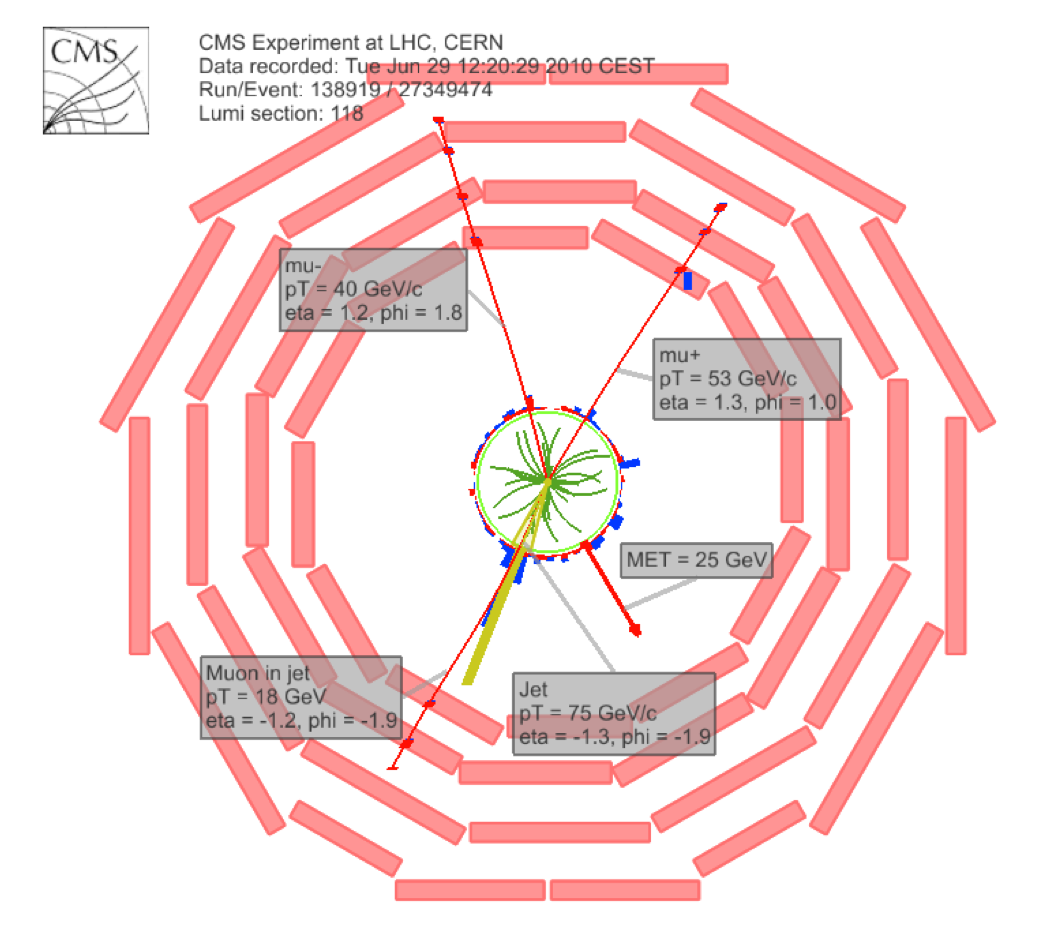 CMS
CMS Experiment at LHC, CERN
Data recorded: Tue Jun 29 12:20:29 2010 CEST
Run/Event: 138919 / 27349474
Lumi section: 118
mu-
pT = 40 GeV/c
eta = 1.2, phi = 1.8
mu+
pT = 53 GeV/c
eta = 1.3, phi = 1.0
MET = 25 GeV
Muon in jet
pT = 18 GeV
eta = -1.2, phi = -1.9
Jet
pT = 75 GeV/c
eta = -1.3, phi = -1.9